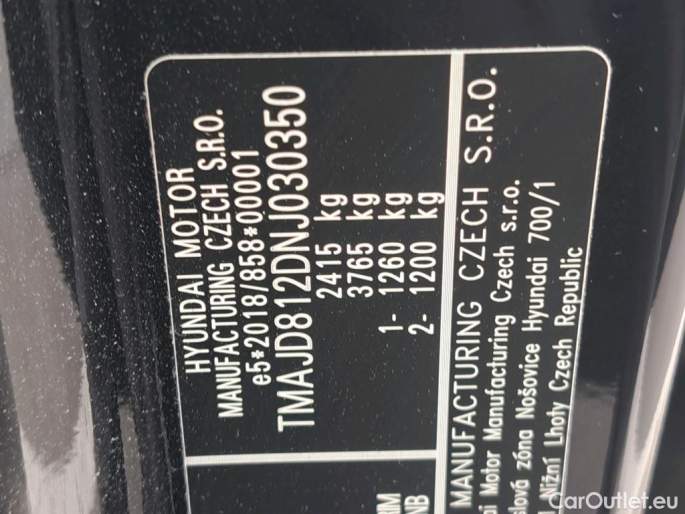 HYUNDAI MOTOR
MANUFACTURING CZECH S.R.O.
e5*2018/858*00001
TMAJD812DNJ030350
2415 kg
3765 kg
1- 1260 kg
2- 1200 kg
MANUFACTURING CZECH S.R.O.
Motor Manufacturing Czech s.r.o.
zóna Nošovice Hyundai 700/1
Nižní Lhoty Czech Republic
CarOutlet.eu